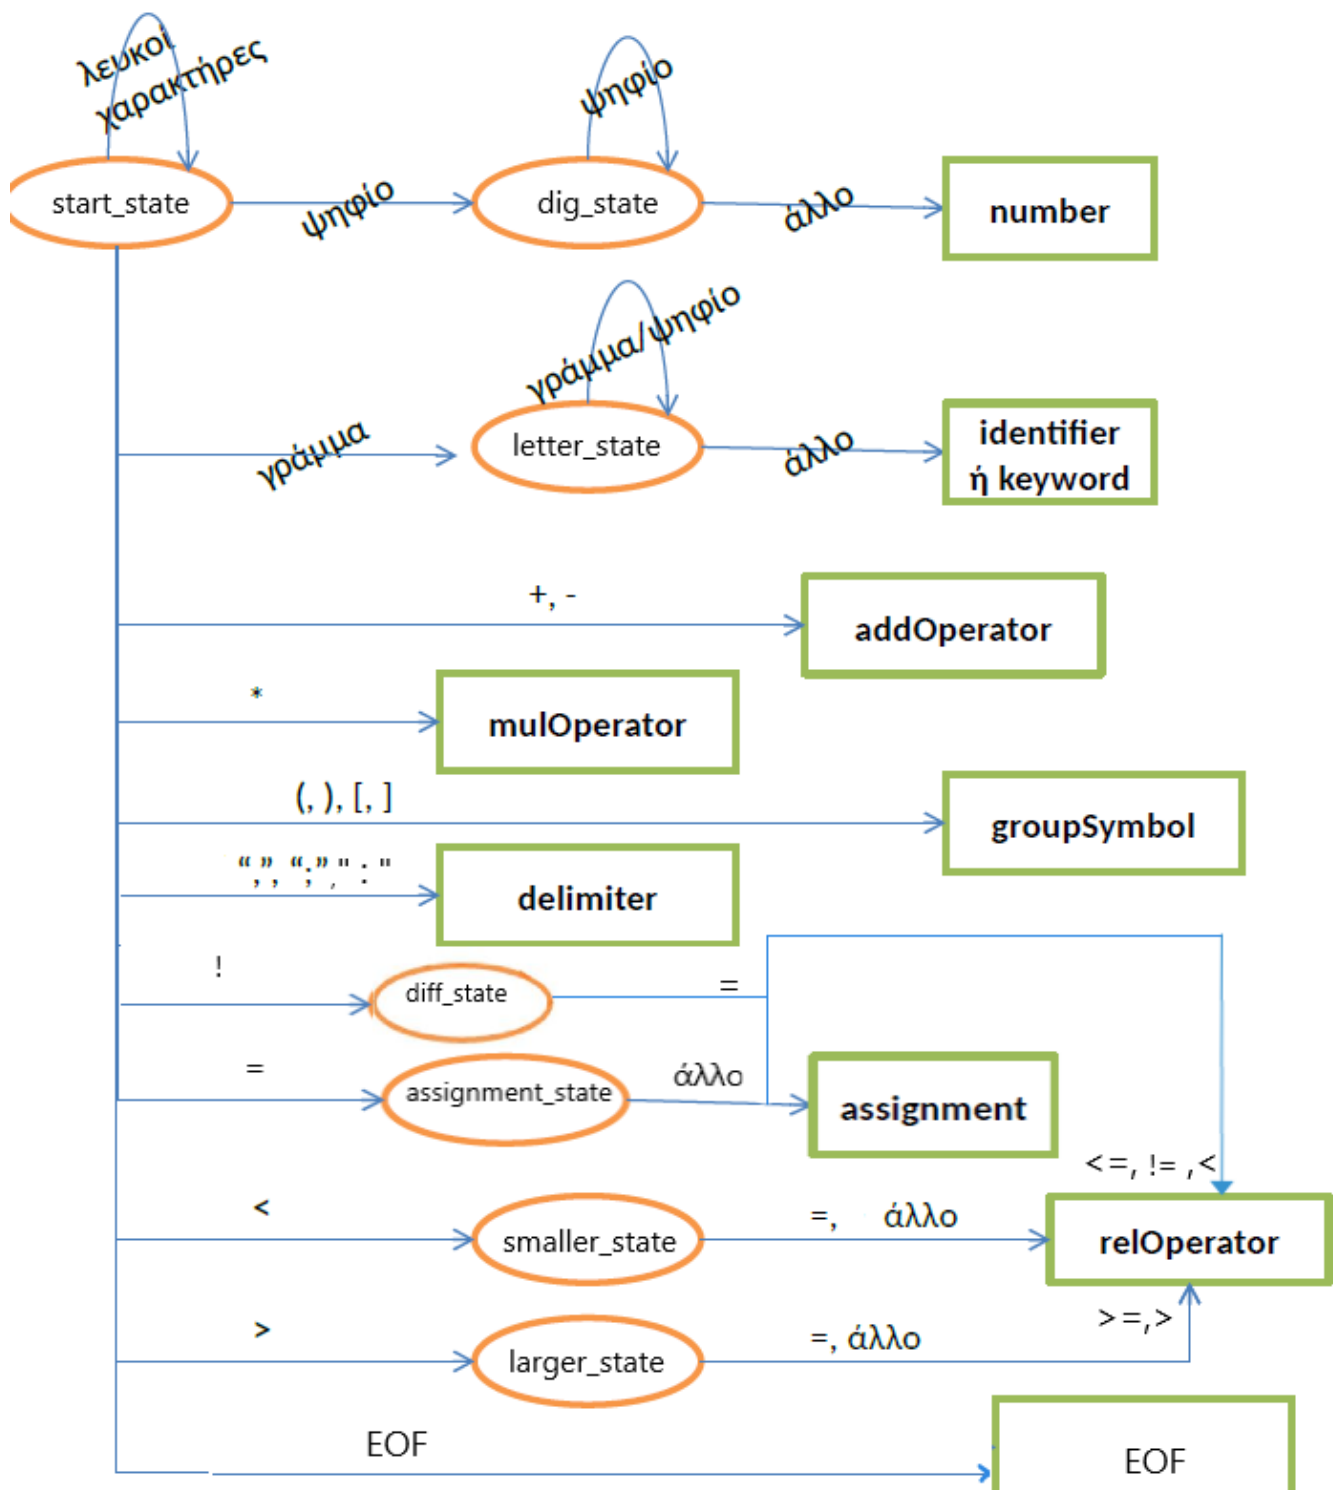 λευκοί
χαρακτήρες
ψηφίο
start_state
ψηφίο
dig_state
άλλο
number
γράμμα/ψηφίο
γράμμα
letter_state
άλλο
identifier
ή keyword
+, -
addOperator
*
mulOperator
(, ), [, ]
groupSymbol
“,”, “;”," : "
delimiter
!
diff_state
=
=
assignment_state
άλλο
assignment
<=, != ,<
<
smaller_state
=, άλλο
relOperator
>
larger_state
=, άλλο
>=,>
EOF
EOF